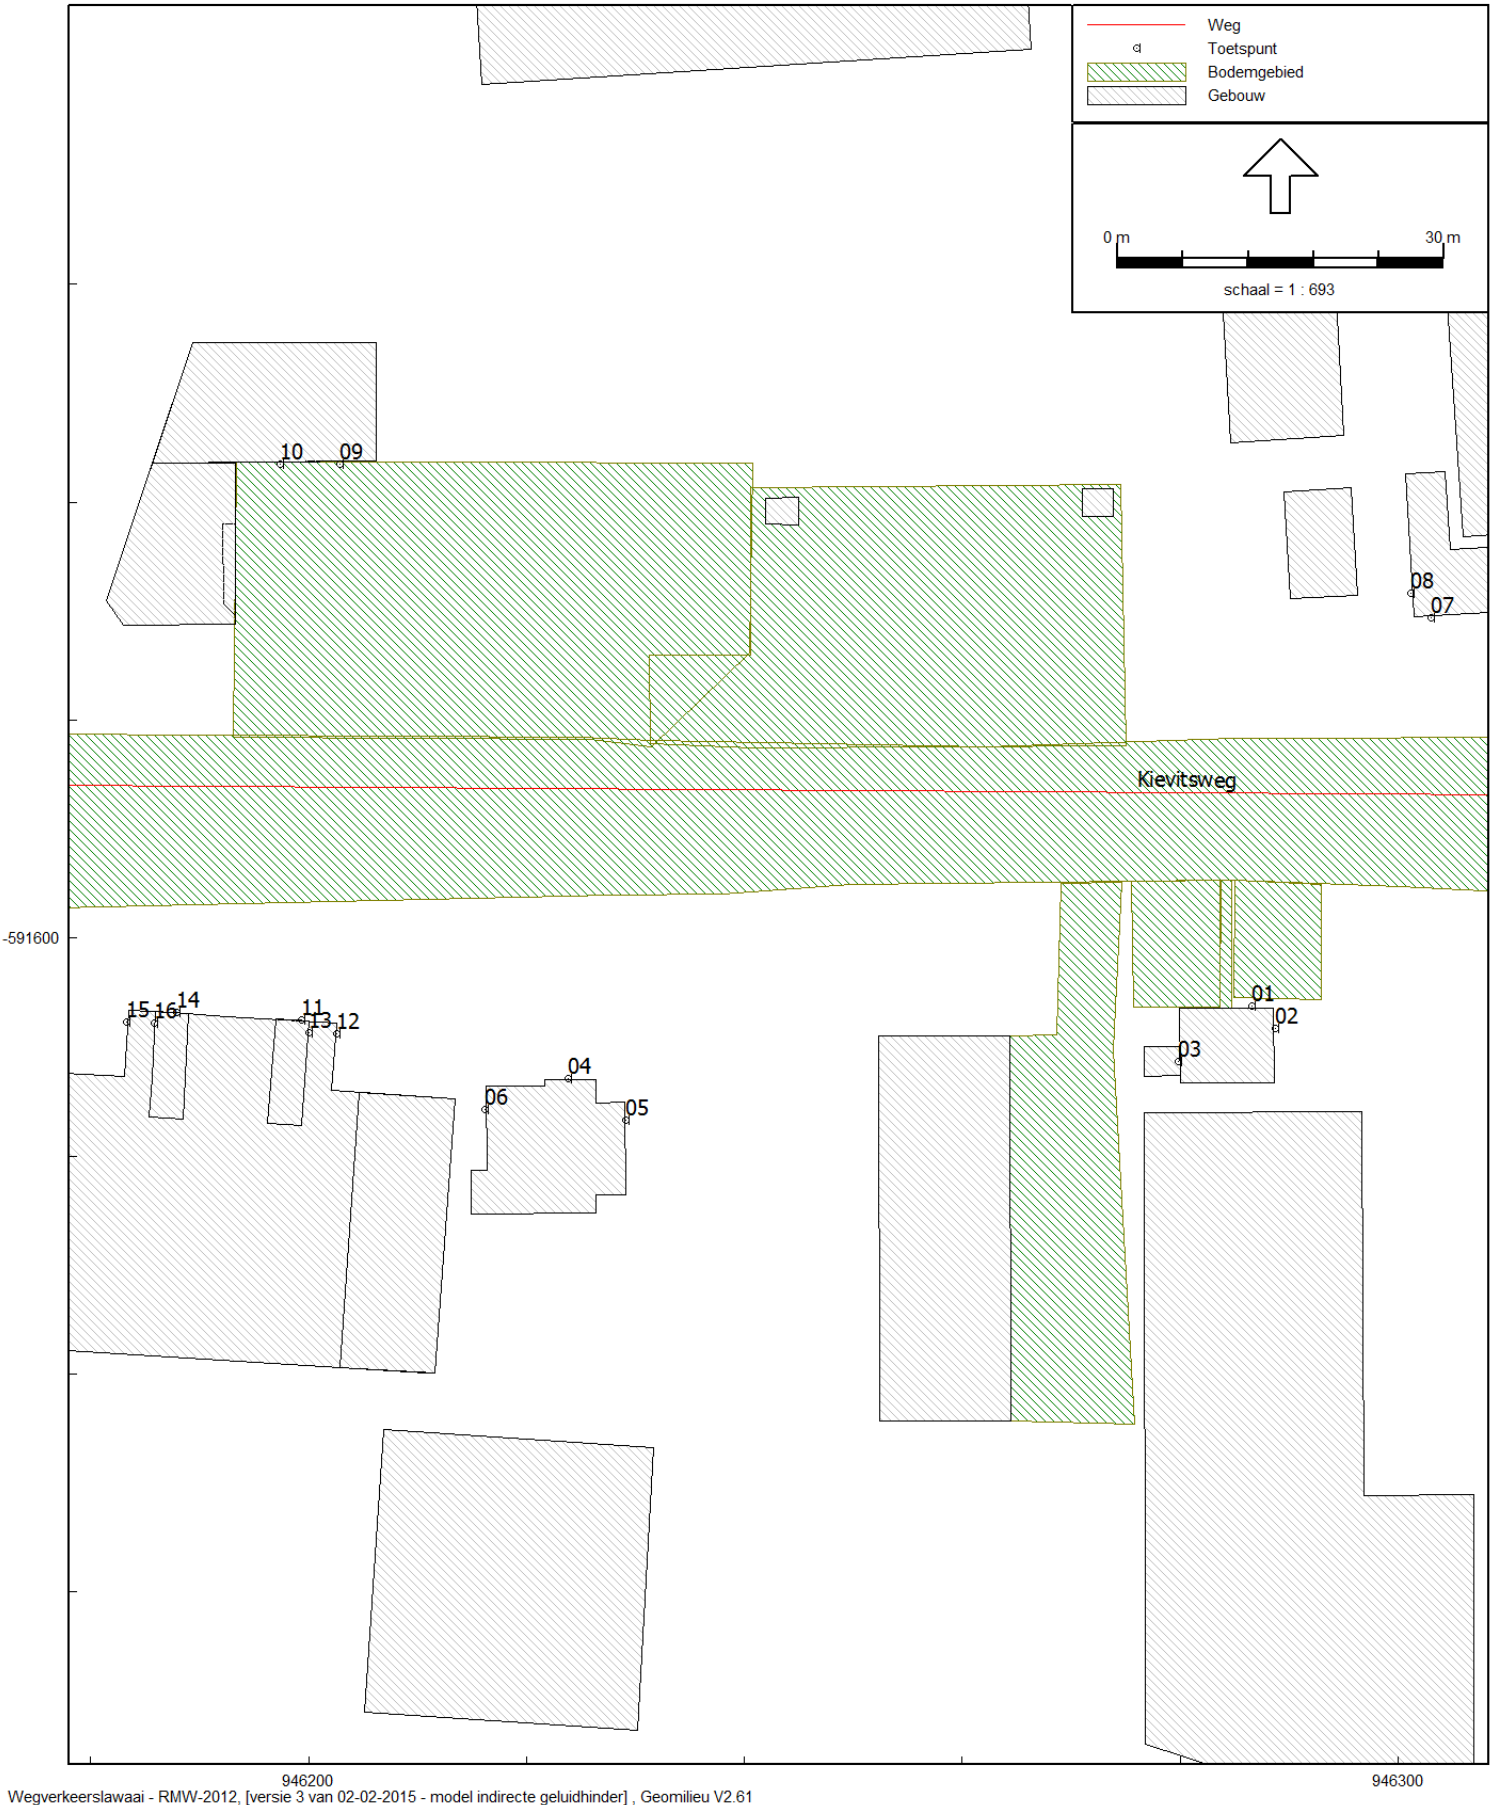 Weg
Toetspunt
Bodemgebied
Gebouw
0 m 30 m
schaal = 1 : 693
10 09
08
07
Kievitsweg
-591600
15 16 14 11 13 12
01
02
03
04
06 05
946200 946300
Wegverkeerslawaai - RMW-2012, [versie 3 van 02-02-2015 - model indirecte geluidhinder] , Geomilieu V2.61